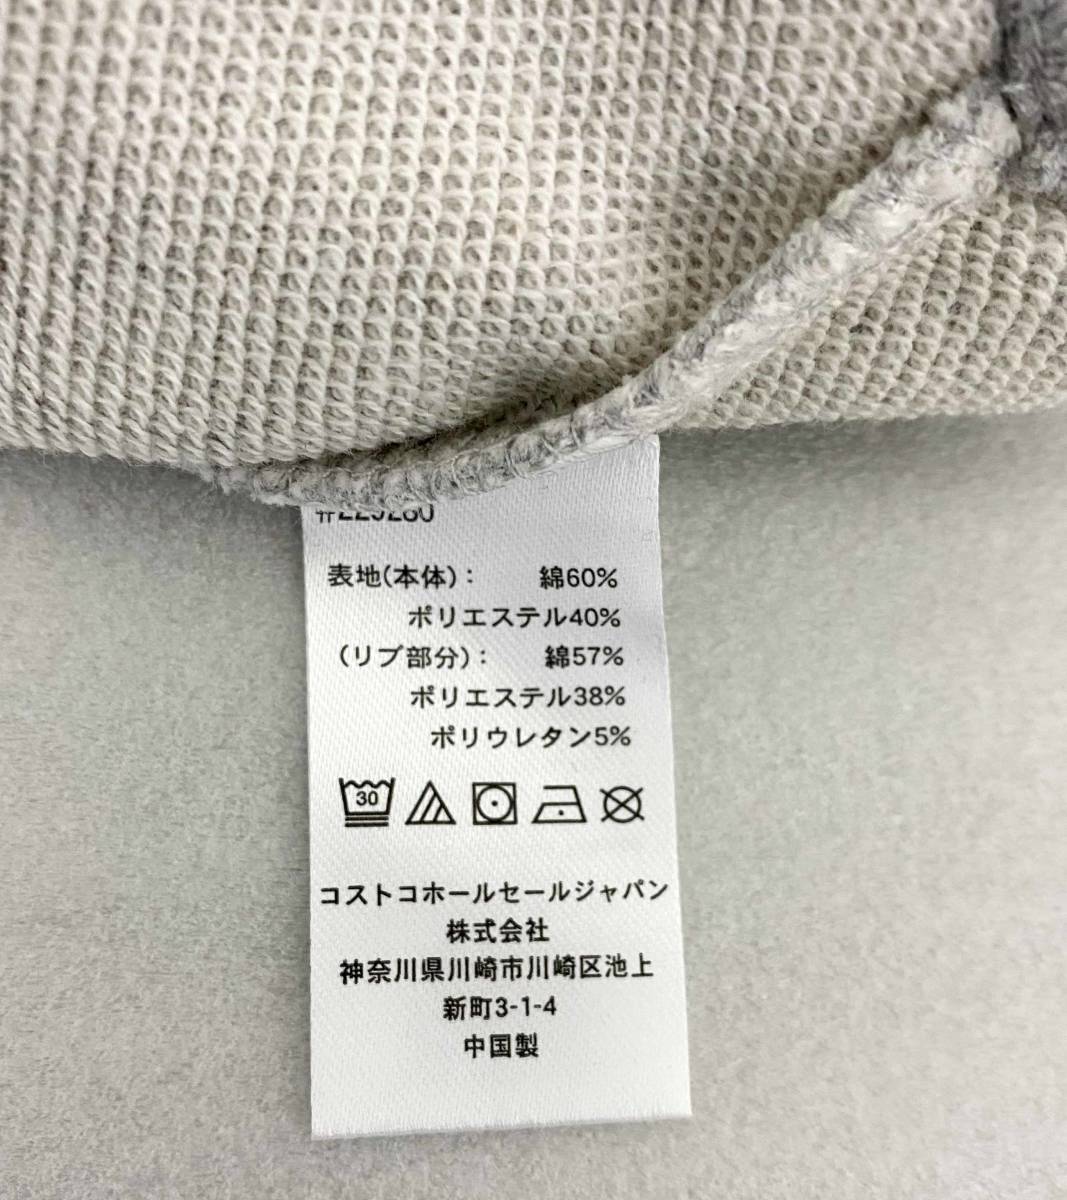 表地(本体)： 綿60%
ポリエステル40%
(リブ部分)： 綿57%
ポリエステル38%
ポリウレタン5%
30
コストコホールセールジャパン
株式会社
神奈川県川崎市川崎区池上
新町3-1-4
中国製